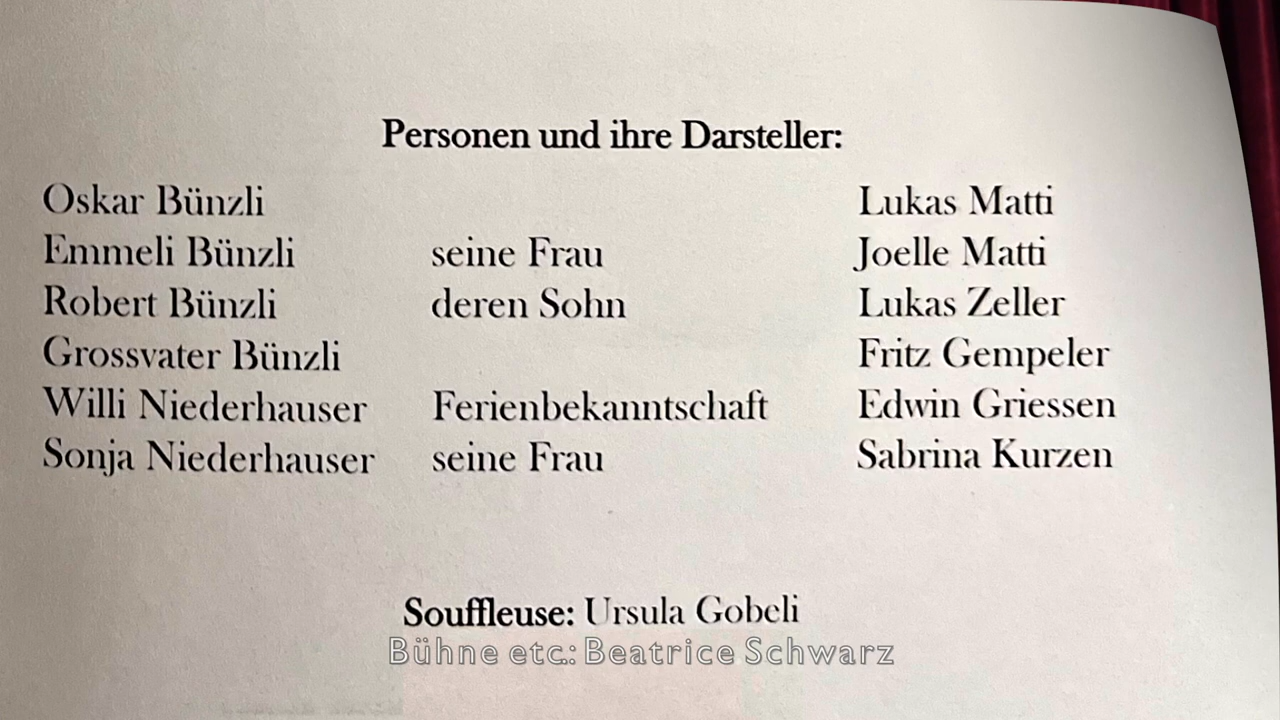 Personen und ihre Darsteller:
Oskar Bünzli Lukas Matti
Emmeli Bünzli seine Frau Joelle Matti
Robert Bünzli deren Sohn Lukas Zeller
Grossvater Bünzli Fritz Gempeler
Willi Niederhauser Ferienbekanntschaft Edwin Griessen
Sonja Niederhauser seine Frau Sabrina Kurzen
Souffleuse: Ursula Gobeli
Bühne etc.: Beatrice Schwarz